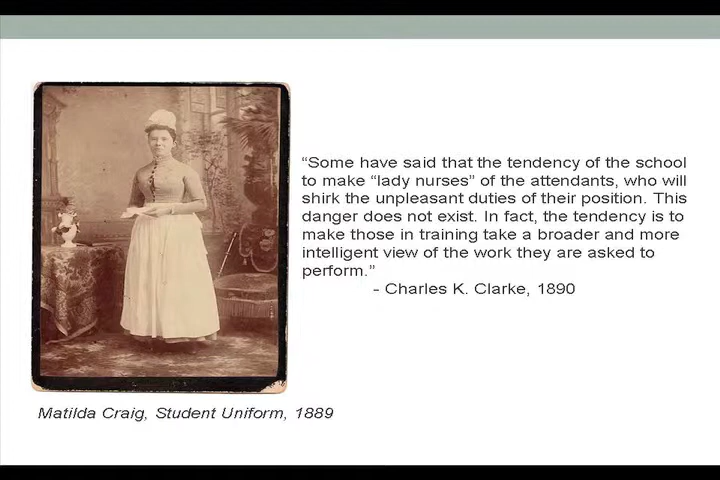 “Some have said that the tendency of the school
to make “lady nurses” of the attendants, who will
shirk the unpleasant duties of their position. This
danger does not exist. In fact, the tendency is to
make those in training take a broader and more
intelligent view of the work they are asked to
perform.”
- Charles K. Clarke, 1890
Matilda Craig, Student Uniform, 1889